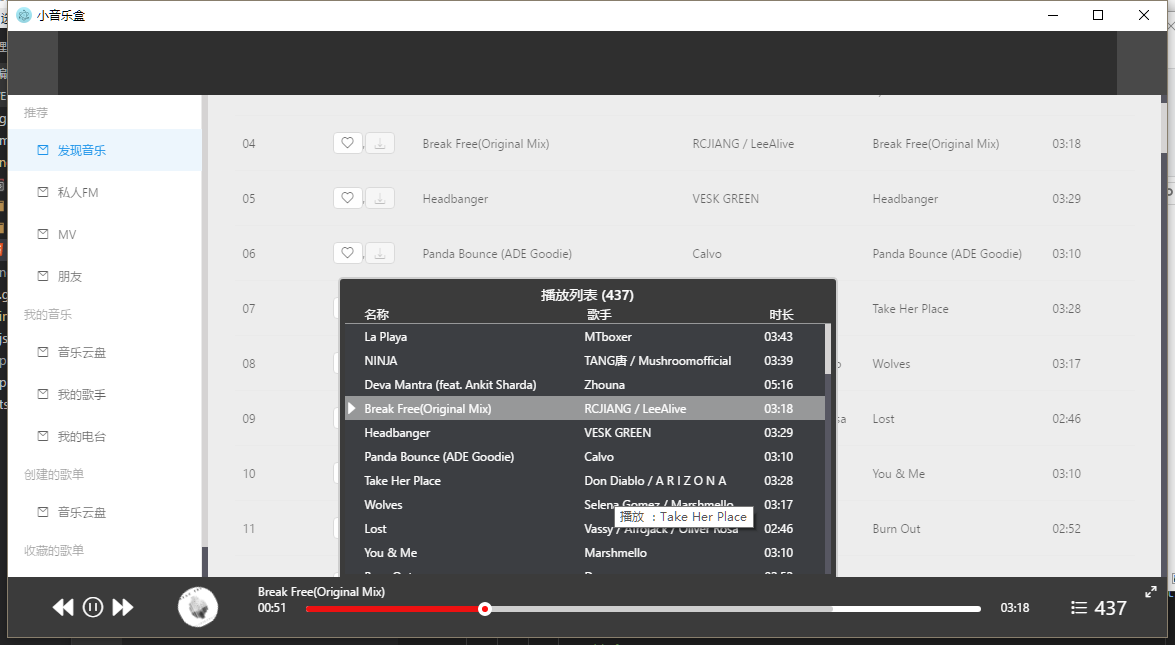 小音乐盒
推荐
发现音乐
私人FM
MV
朋友
我的音乐
音乐云盘
我的歌手
我的电台
创建的歌单
音乐云盘
收藏的歌单
04 Break Free(Original Mix) RCJIANG / LeeAlive Break Free(Original Mix) 03:18
05 Headbanger VESK GREEN Headbanger 03:29
06 Panda Bounce (ADE Goodie) Calvo Panda Bounce (ADE Goodie) 03:10
07 Take Her Place 03:28
08 Wolves 03:17
09 Lost 02:46
10 You & Me 03:10
11 Burn Out 02:52
播放列表 (437)
名称 歌手 时长
La Playa MTboxer 03:43
NINJA TANG唐 / Mushroomofficial 03:39
Deva Mantra (feat. Ankit Sharda) Zhouna 05:16
Break Free(Original Mix) RCJIANG / LeeAlive 03:18
Headbanger VESK GREEN 03:29
Panda Bounce (ADE Goodie) Calvo 03:10
Take Her Place Don Diablo / A R I Z O N A 03:28
Wolves Selena Gomez / Marshmello 03:17
播放 : Take Her Place
Lost Vassy / Afrojack / Oliver Rosa 02:46
You & Me Marshmello 03:10
Break Free(Original Mix)
00:51 03:18 437